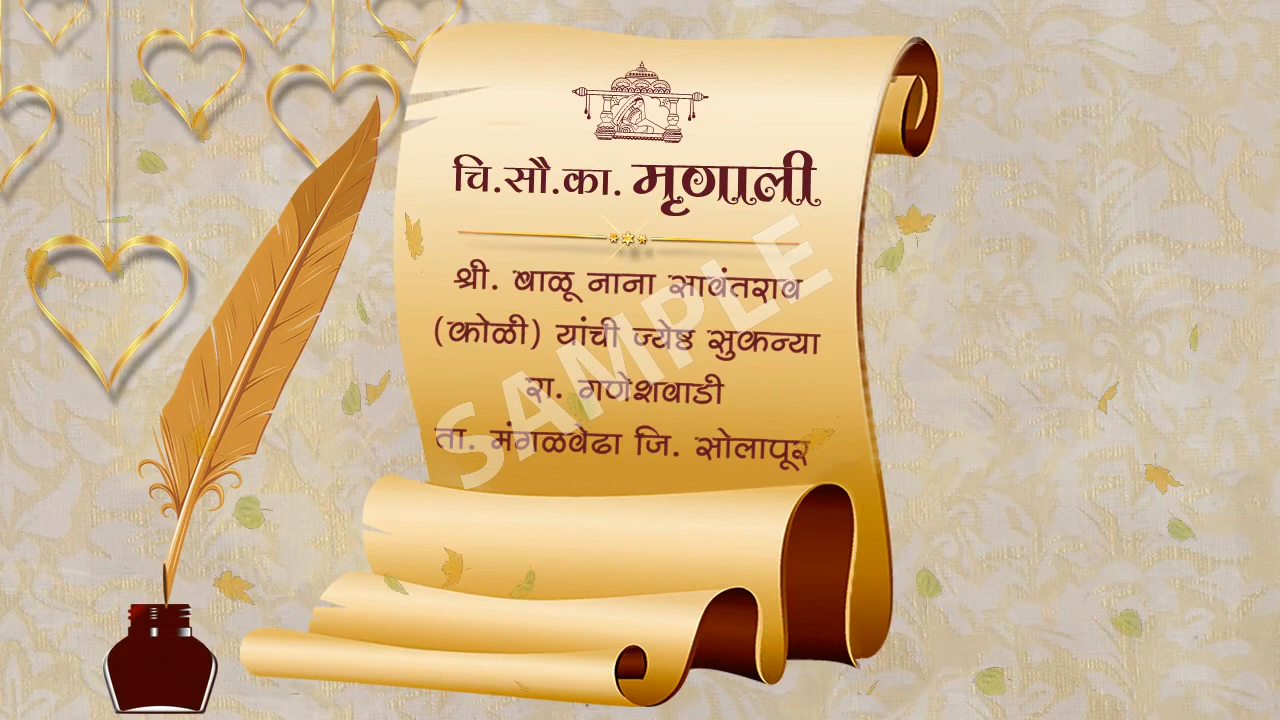 चि.सौ.का. मृणाली
श्री. बाळू नाना सावंतराव
(कोळी) यांची ज्येष्ठ सुकन्या
रा. गणेशवाडी
ता. मंगळवेढा जि. सोलापूर
SAMPLE